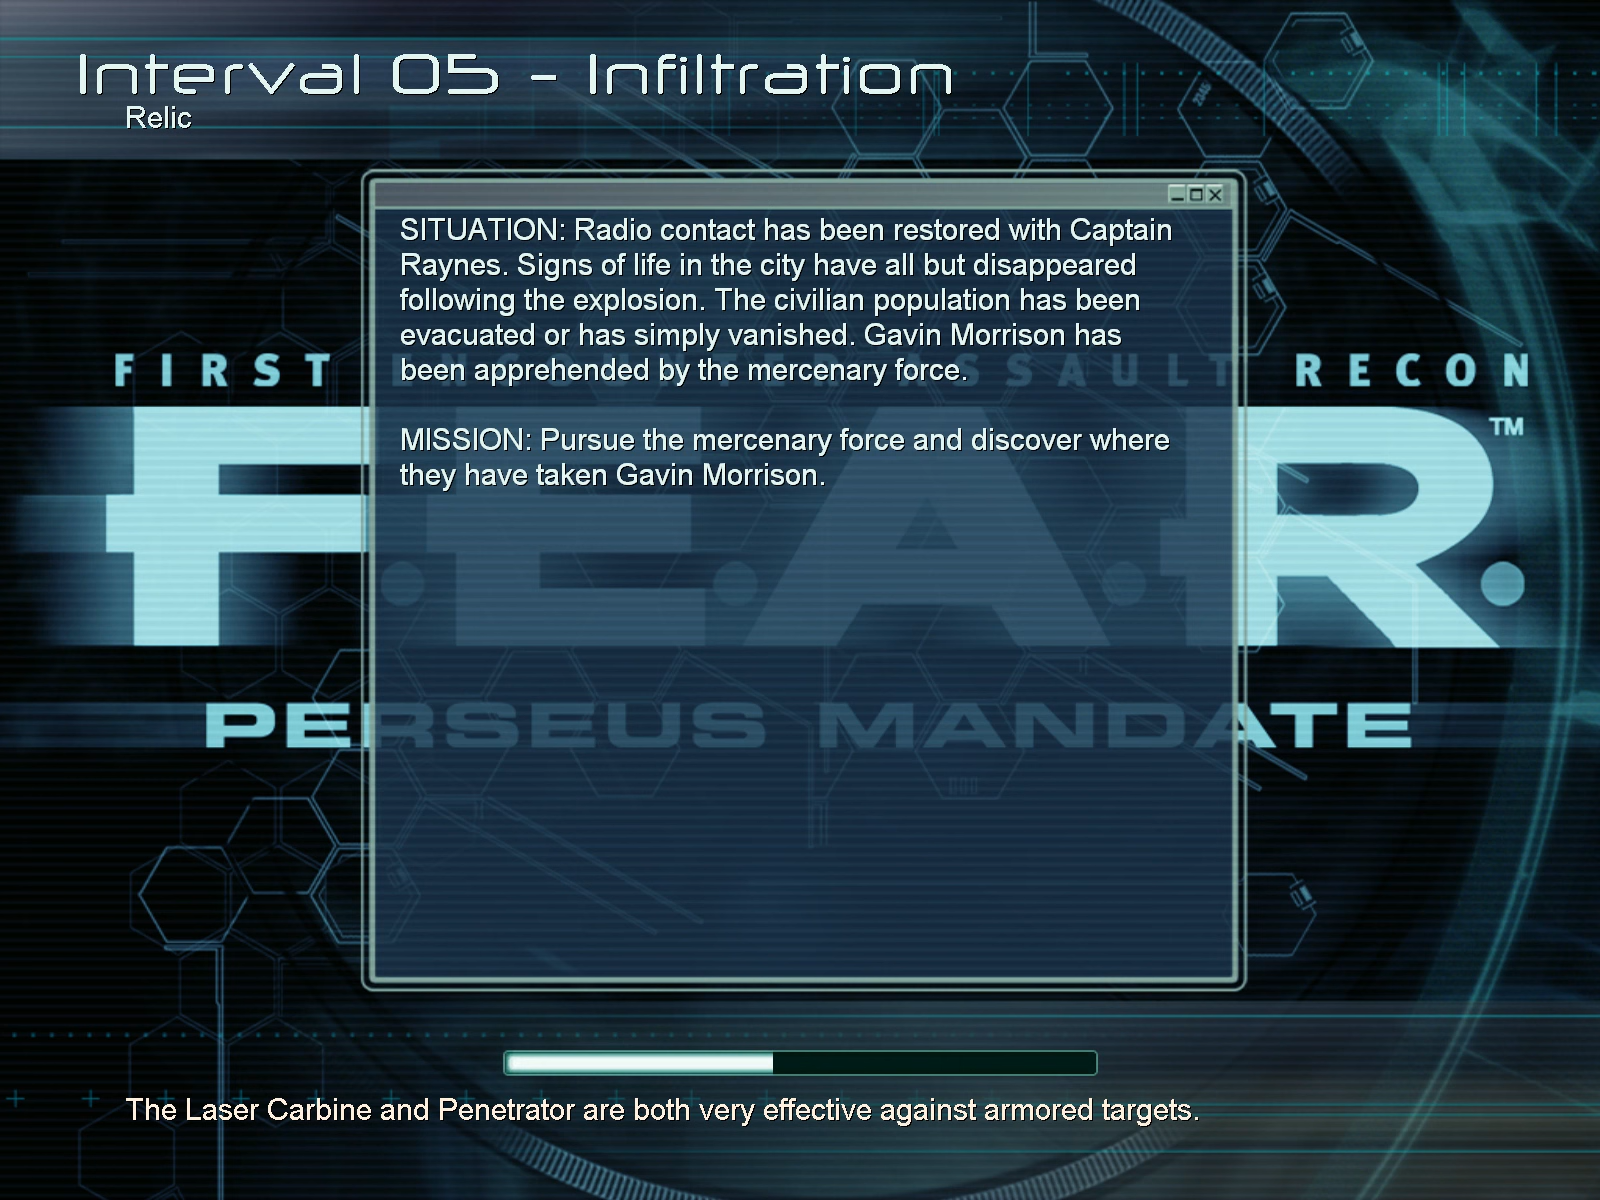 Interval 05 - Infiltration
Relic
SITUATION: Radio contact has been restored with Captain
Raynes. Signs of life in the city have all but disappeared
following the explosion. The civilian population has been
evacuated or has simply vanished. Gavin Morrison has
been apprehended by the mercenary force.
MISSION: Pursue the mercenary force and discover where
they have taken Gavin Morrison.
FIRST ENCOUNTER ASSAULT RECON
F.E.A.R.™
PERSEUS MANDATE
The Laser Carbine and Penetrator are both very effective against armored targets.